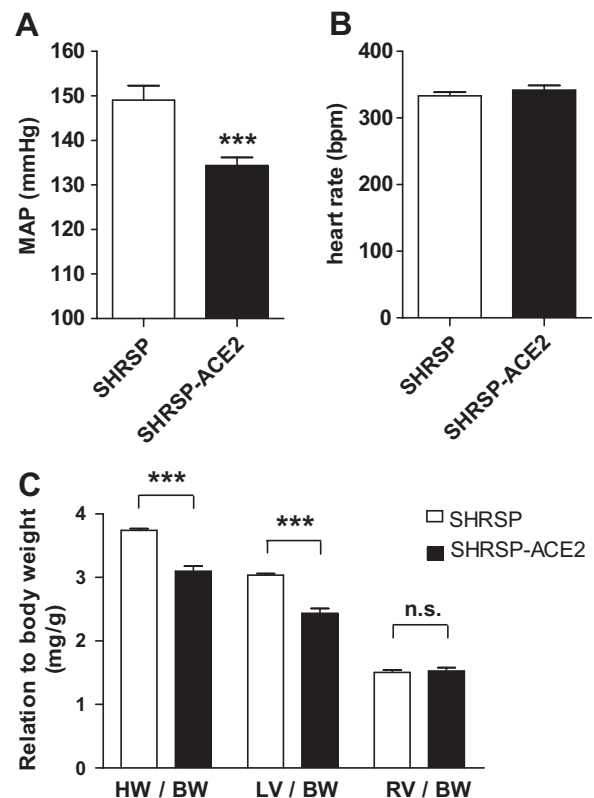 A
MAP (mmHg)
160
150
140
130
120
110
100
***
SHRSP
SHRSP-ACE2
B
heart rate (bpm)
400
300
200
100
0
SHRSP
SHRSP-ACE2
C
Relation to body weight
(mg/g)
4
3
2
1
0
***
***
n.s.
SHRSP
SHRSP-ACE2
HW / BW
LV / BW
RV / BW